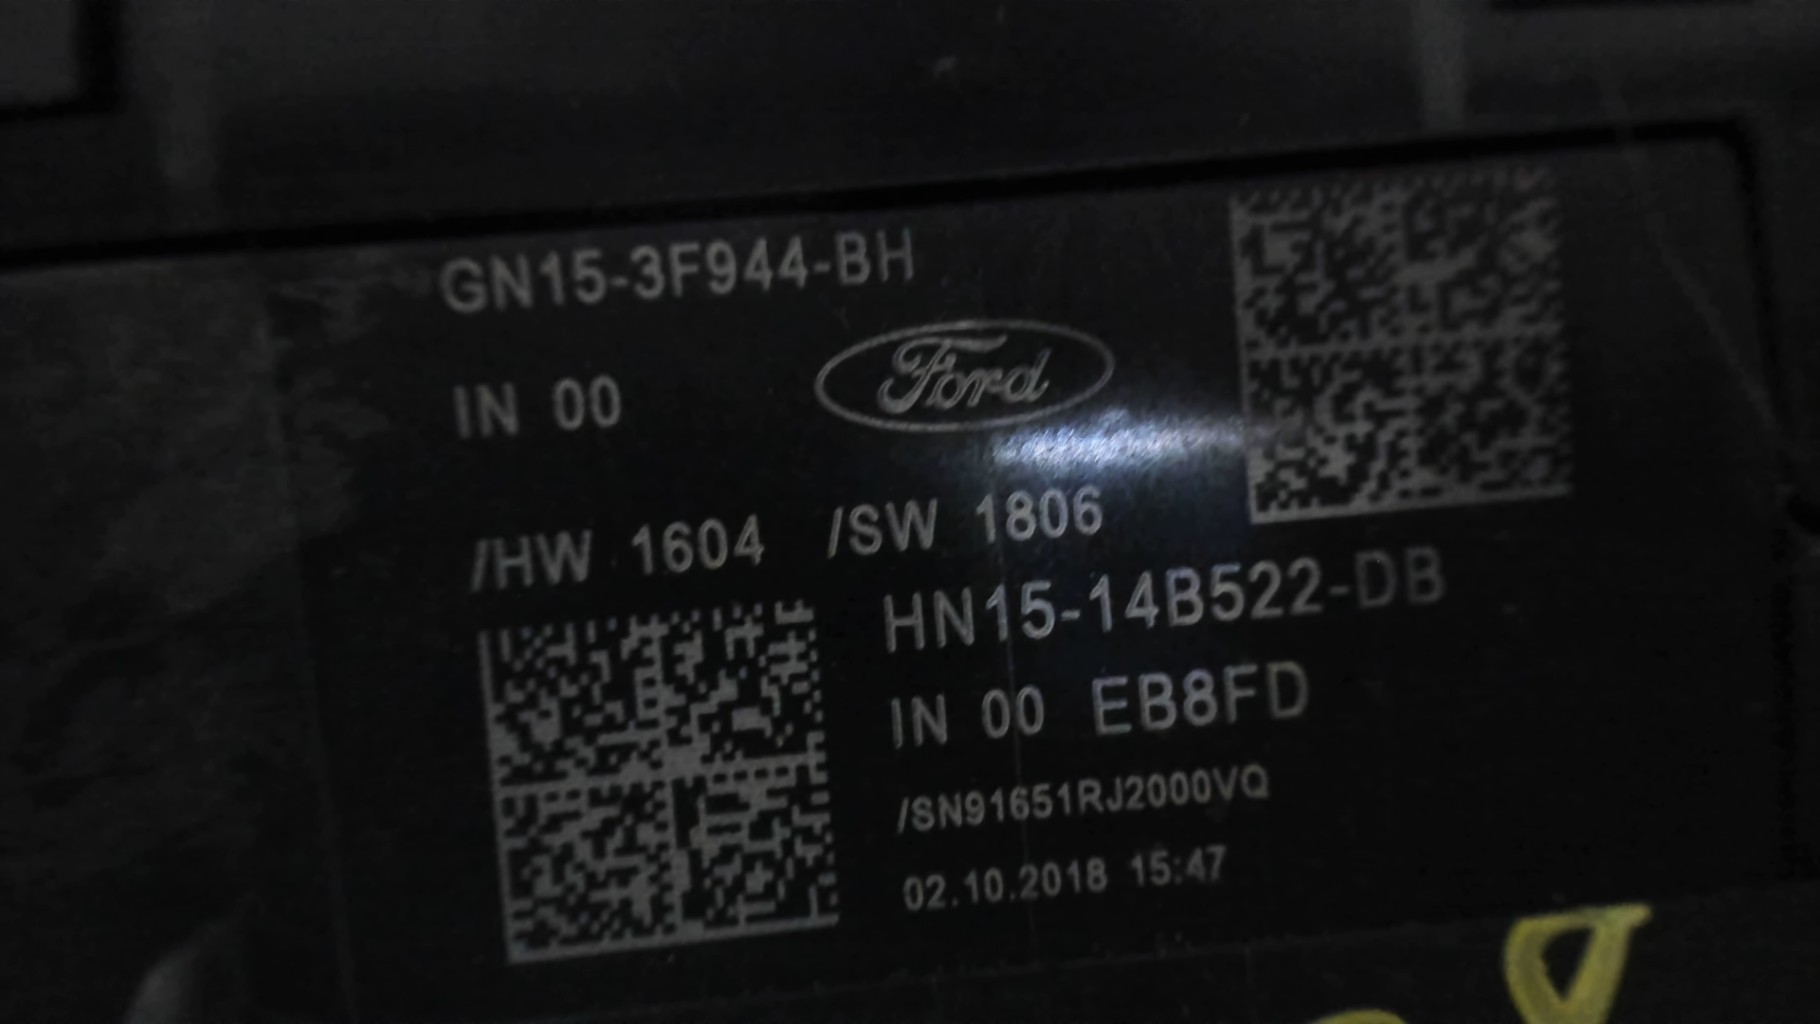 GN15-3F944-BH
IN 00
Ford
/HW 1604 /SW 1806
HN15-14B522-DB
IN 00 EB8FD
/SN91651RJ2000VQ
02.10.2018 15:47